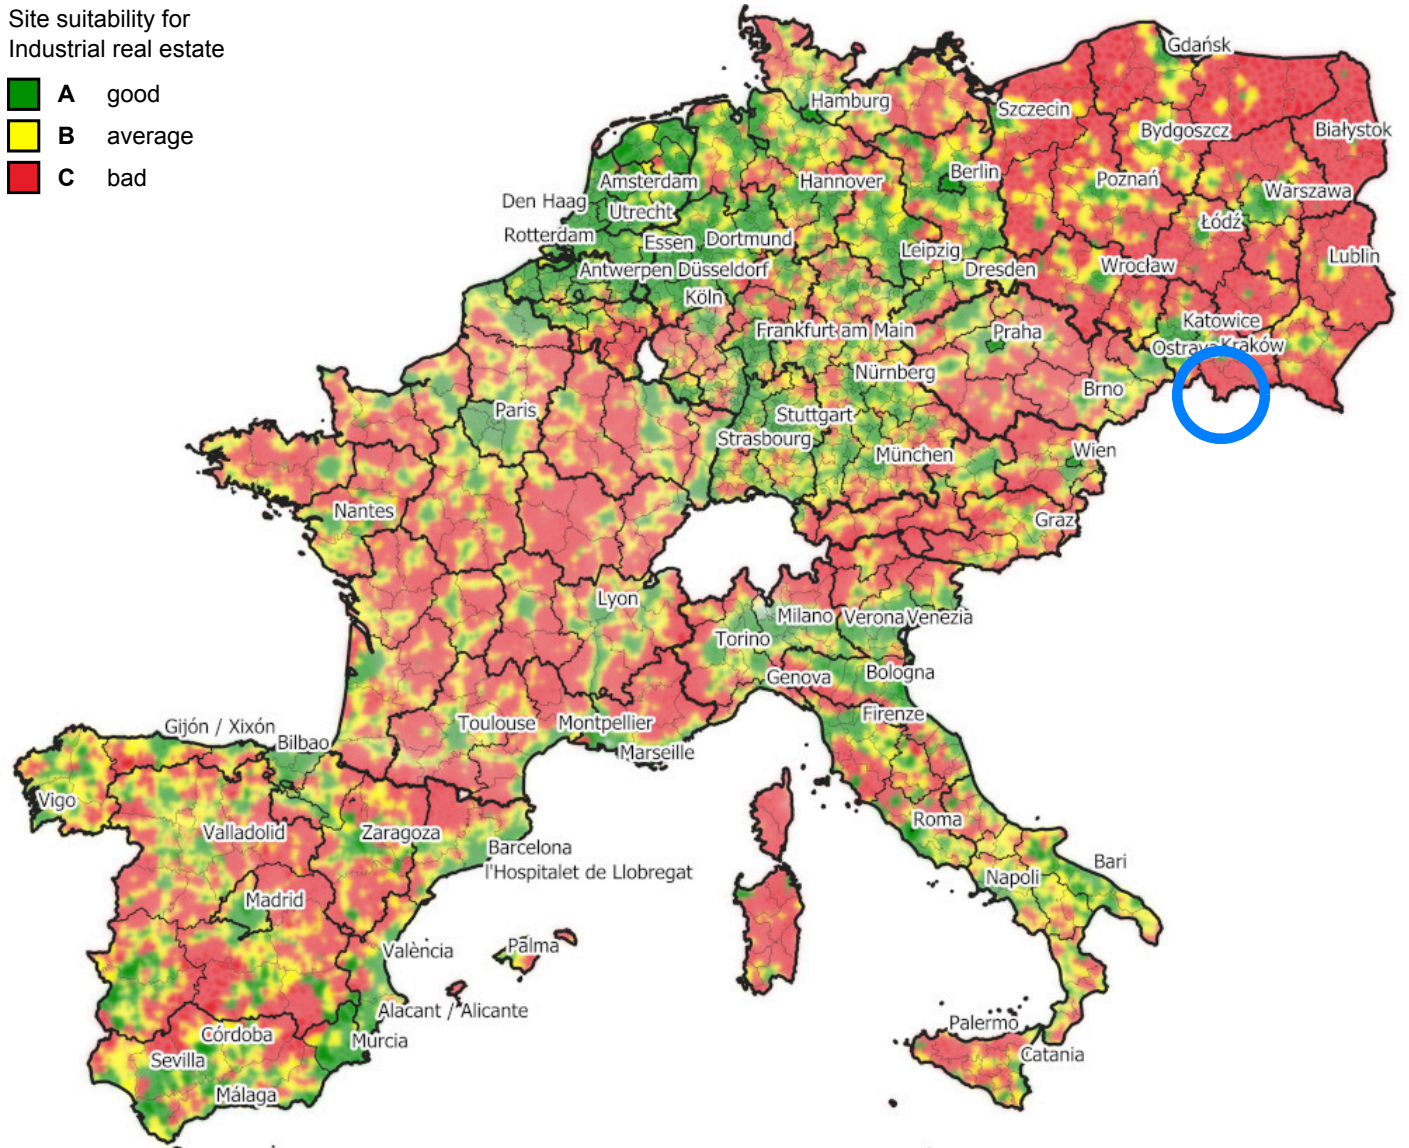 Site suitability for
Industrial real estate
A good
B average
C bad
Gdańsk
Hamburg
Szczecin
Bydgoszcz
Białystok
Amsterdam
Hannover
Berlin
Poznań
Warszawa
Den Haag
Utrecht
Łódź
Rotterdam
Essen
Dortmund
Leipzig
Lublin
Antwerpen
Düsseldorf
Dresden
Wrocław
Köln
Katowice
Frankfurt am Main
Praha
Ostrava
Kraków
Nürnberg
Brno
Paris
Stuttgart
Strasbourg
München
Wien
Nantes
Graz
Lyon
Milano
Verona
Venezia
Torino
Genova
Bologna
Firenze
Toulouse
Montpellier
Marseille
Gijón / Xixón
Bilbao
Vigo
Valladolid
Zaragoza
Roma
Barcelona
l'Hospitalet de Llobregat
Bari
Napoli
Madrid
València
Palma
Alacant / Alicante
Palermo
Córdoba
Murcia
Sevilla
Catania
Málaga